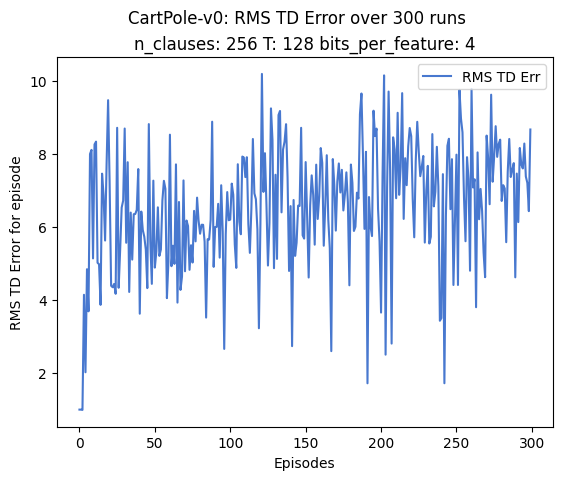 CartPole-v0: RMS TD Error over 300 runs
n_clauses: 256 T: 128 bits_per_feature: 4
RMS TD Err
RMS TD Error for episode
10
8
6
4
2
0 50 100 150 200 250 300
Episodes